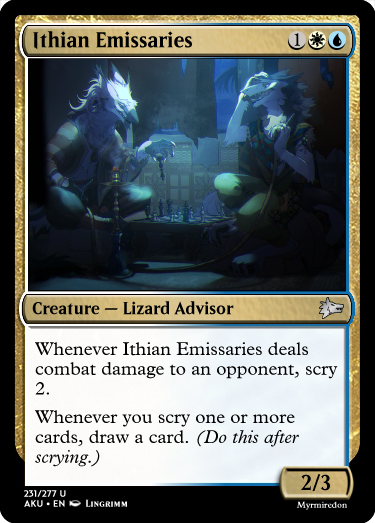 Ithian Emissaries 1
Creature — Lizard Advisor
Whenever Ithian Emissaries deals
combat damage to an opponent, scry
2.
Whenever you scry one or more
cards, draw a card. (Do this after
scrying.)
2/3
231/277 U
AKU • EN Lingrimm
Myrmiredon